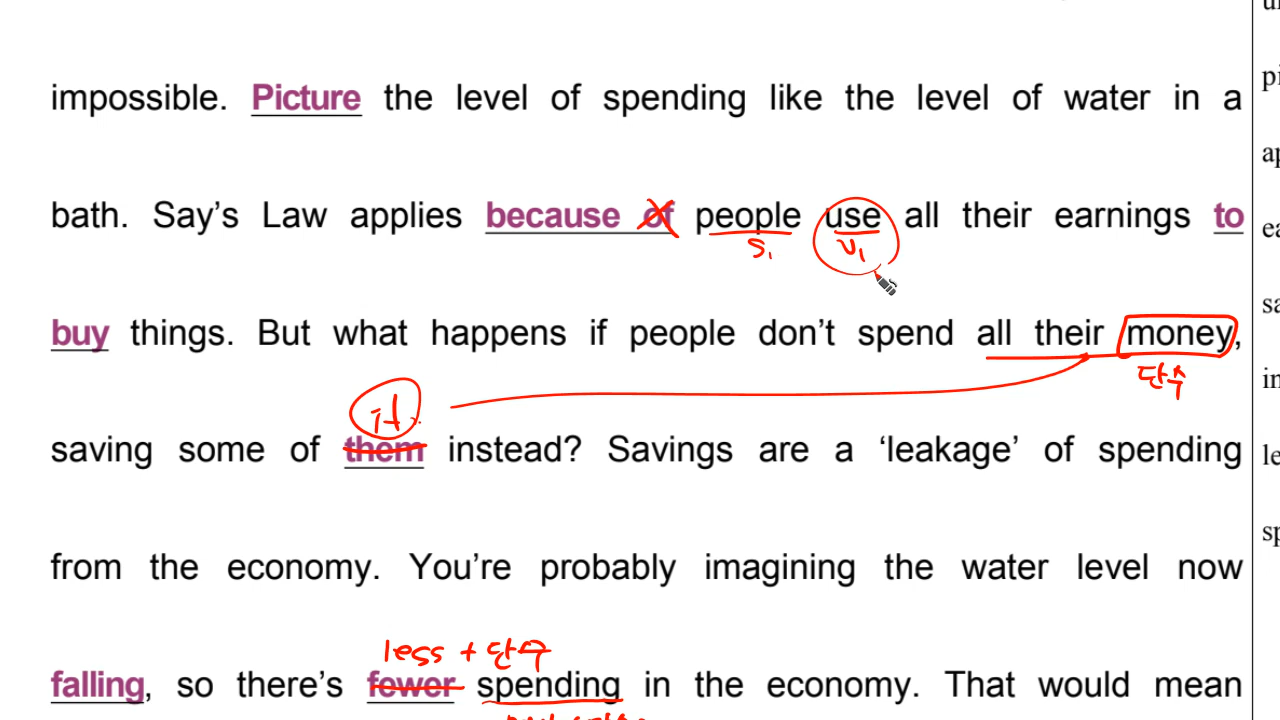 impossible. Picture the level of spending like the level of water in a
bath. Say's Law applies because of people use all their earnings to
S₁ V₁
buy things. But what happens if people don't spend all their money,
단수
it
saving some of them instead? Savings are a 'leakage' of spending
from the economy. You're probably imagining the water level now
less + 단수
falling, so there's fewer spending in the economy. That would mean